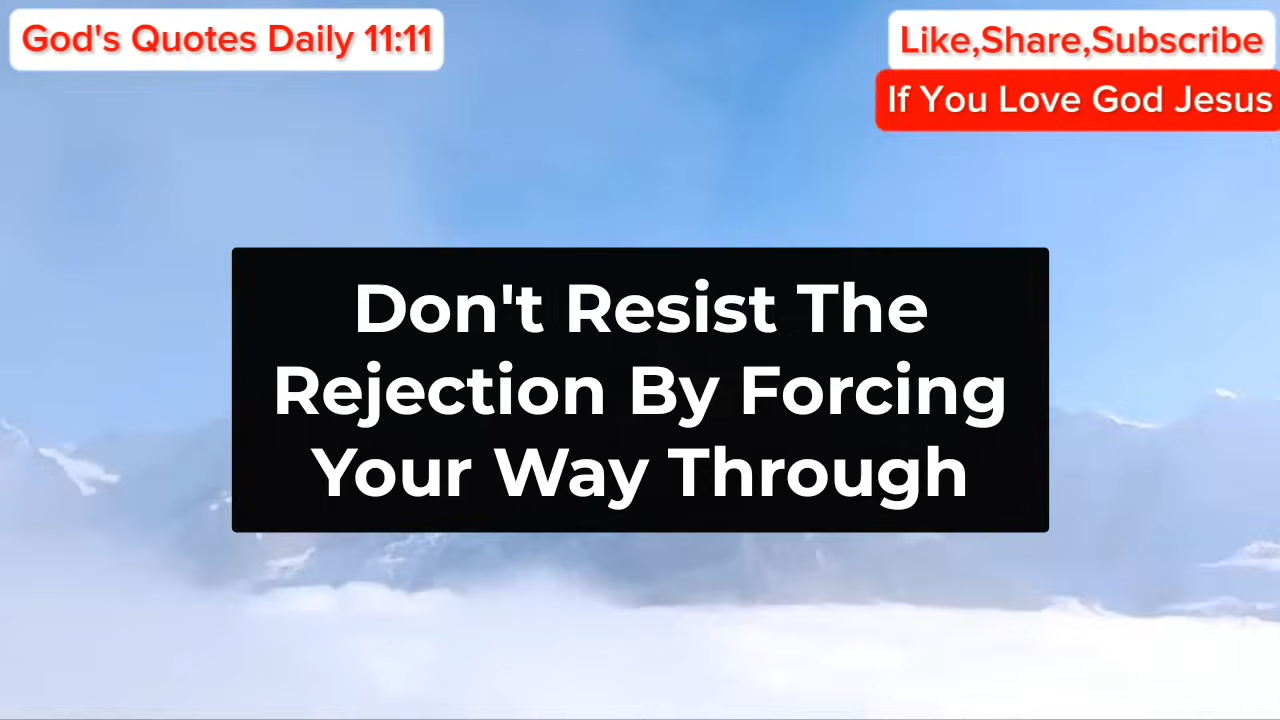 God's Quotes Daily 11:11
Like,Share,Subscribe
If You Love God Jesus
Don't Resist The
Rejection By Forcing
Your Way Through